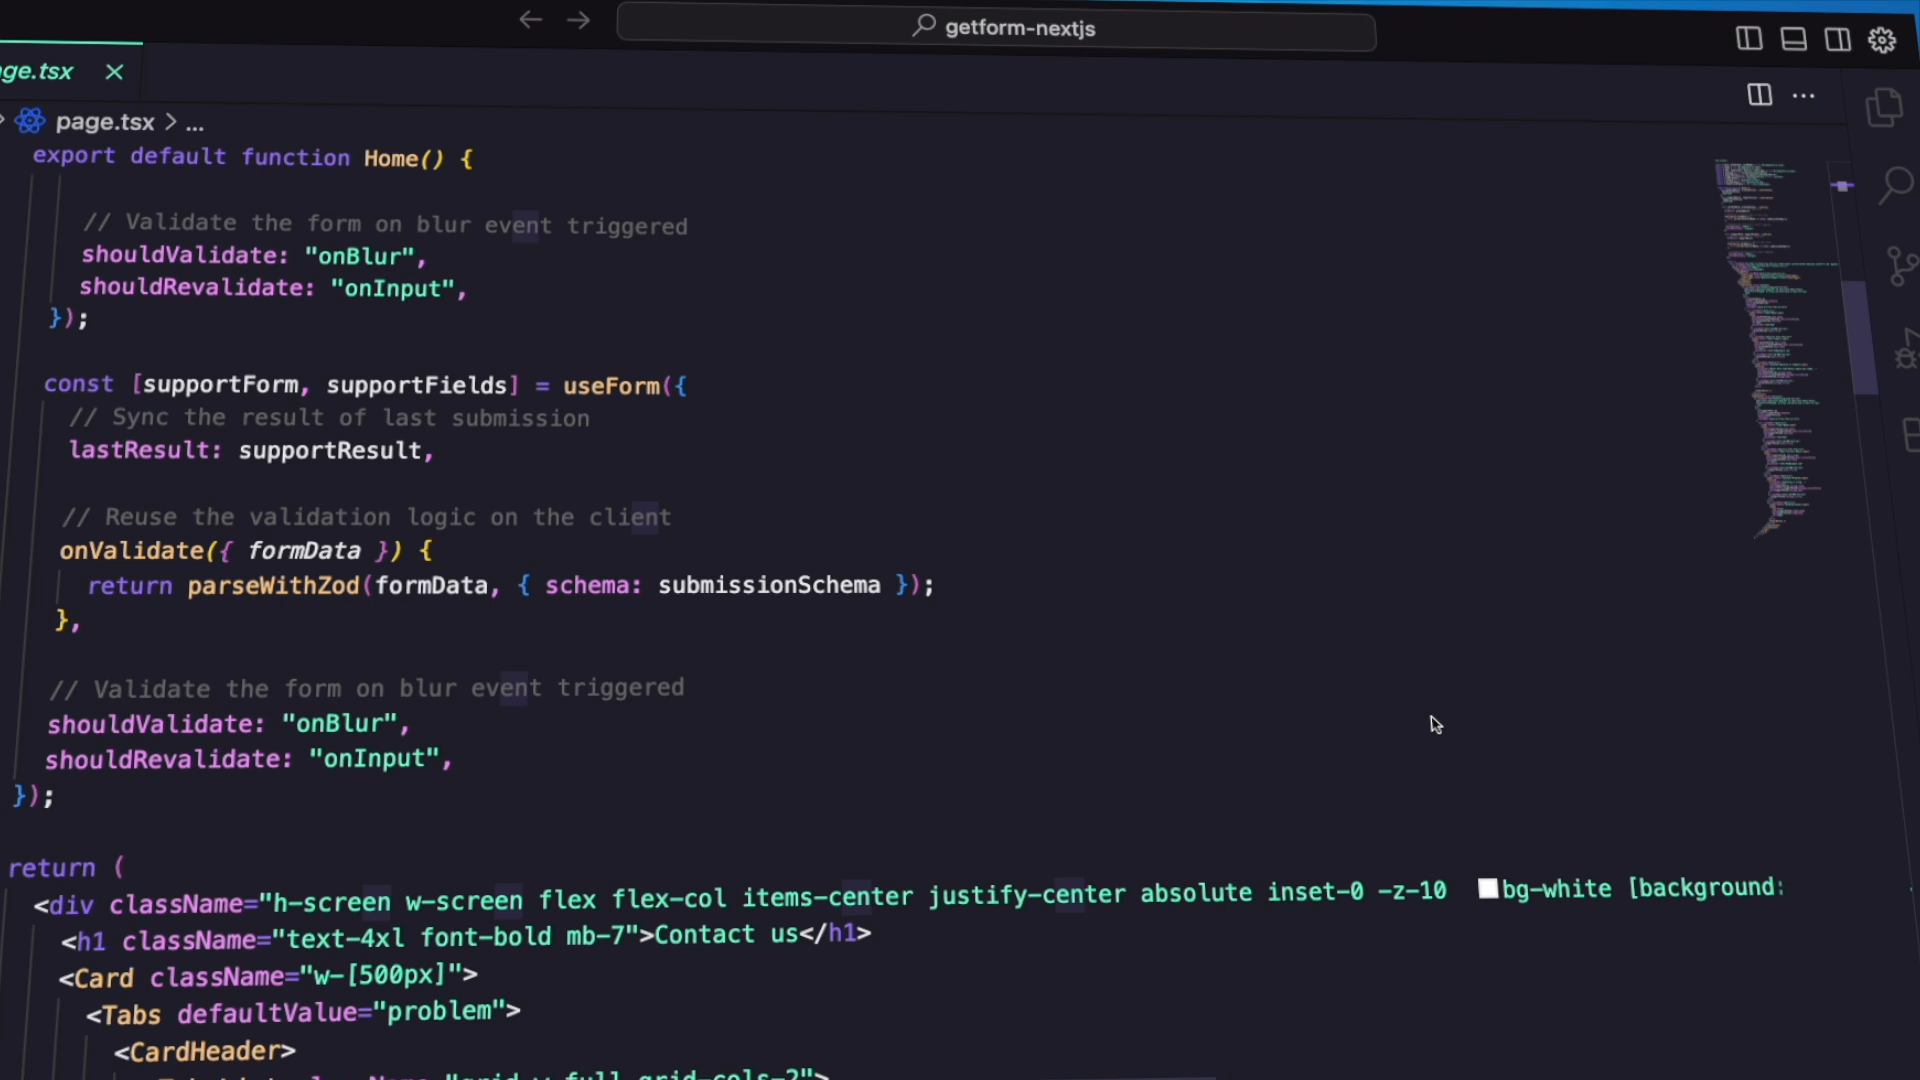 getform-nextjs
ge.tsx
page.tsx > ...
export default function Home() {
// Validate the form on blur event triggered
shouldValidate: "onBlur",
shouldRevalidate: "onInput",
});
const [supportForm, supportFields] = useForm({
// Sync the result of last submission
lastResult: supportResult,
// Reuse the validation logic on the client
onValidate({ formData }) {
return parseWithZod(formData, { schema: submissionSchema });
},
// Validate the form on blur event triggered
shouldValidate: "onBlur",
shouldRevalidate: "onInput",
});
return (
<div className="h-screen w-screen flex flex-col items-center justify-center absolute inset-0 -z-10 bg-white [background:
<h1 className="text-4xl font-bold mb-7">Contact us</h1>
<Card className="w-[500px]">
<Tabs defaultValue="problem">
<CardHeader>
"grid w-full grid-cols-2">